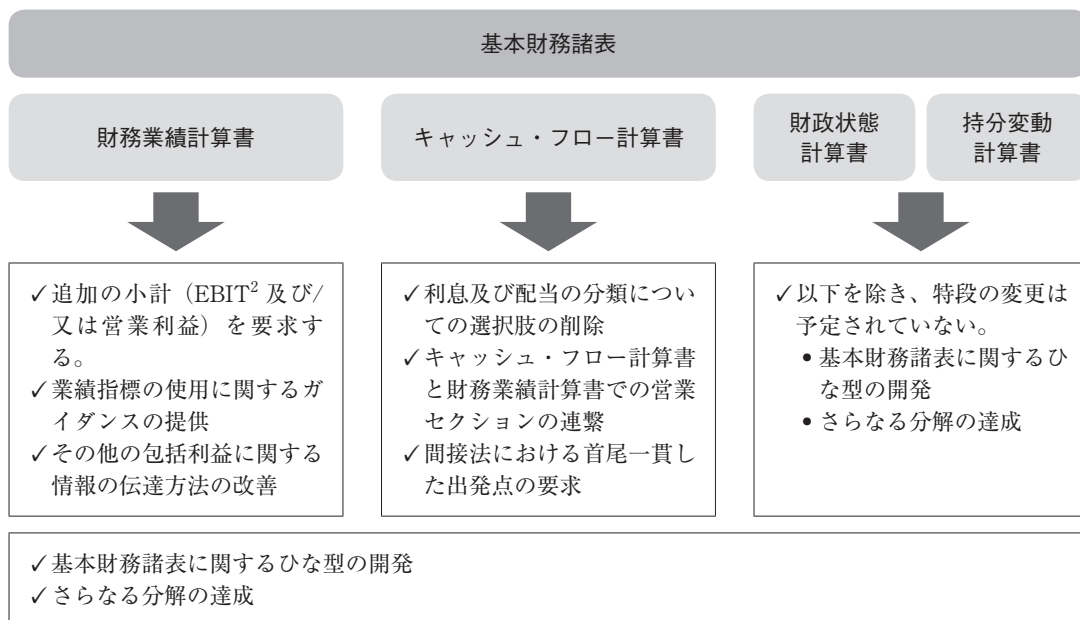 基本財務諸表
財務業績計算書
キャッシュ・フロー計算書
財政状態
計算書
持分変動
計算書
✓追加の小計（EBIT² 及び/
又は営業利益）を要求す
る。
✓業績指標の使用に関するガ
イダンスの提供
✓その他の包括利益に関する
情報の伝達方法の改善
✓利息及び配当の分類につい
ての選択肢の削除
✓キャッシュ・フロー計算書
と財務業績計算書での営業
セクションの連繋
✓間接法における首尾一貫し
た出発点の要求
✓以下を除き、特段の変更は
予定されていない。
• 基本財務諸表に関するひ
な型の開発
• さらなる分解の達成
✓基本財務諸表に関するひな型の開発
✓さらなる分解の達成